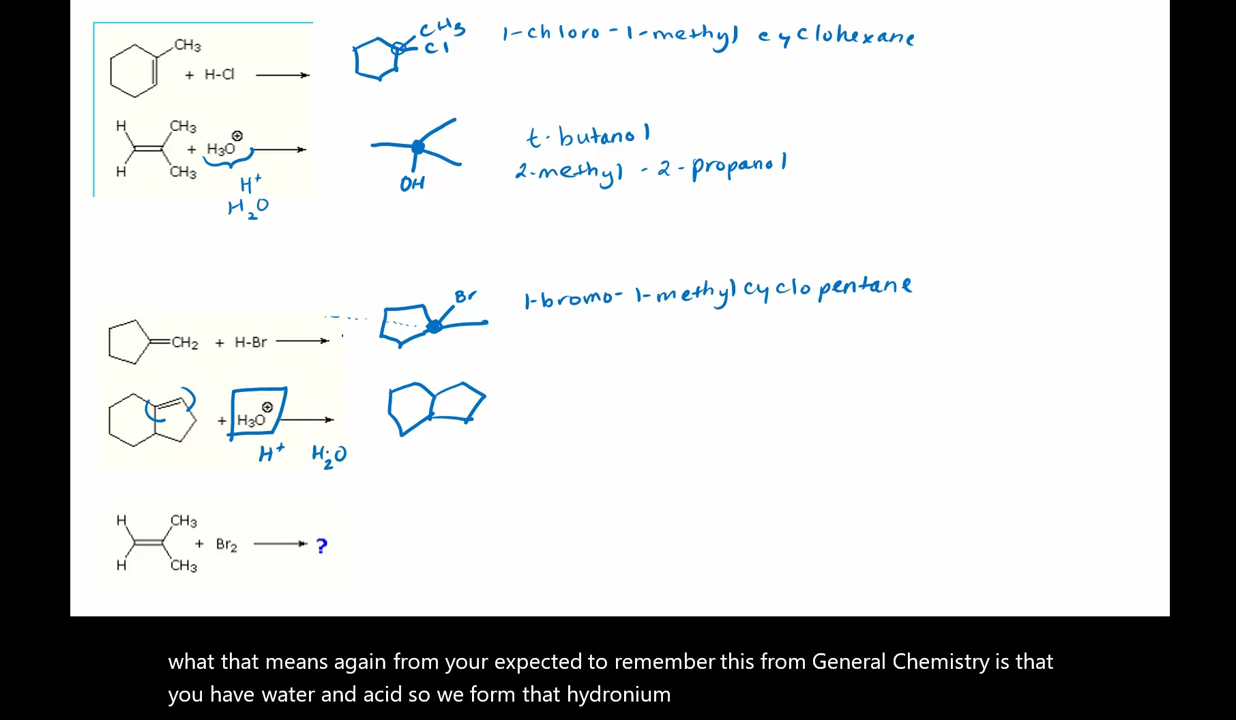 CH3
+ H-Cl
CH3
Cl
1-chloro-1-methyl cyclohexane
H CH3
+ H3O ⊕
H CH3
H+
H2O
OH
t-butanol
2-methyl-2-propanol
=CH2 + H-Br
Br
1-bromo-1-methylcyclopentane
+ H3O ⊕
H+ H2O
H CH3
+ Br2 ?
H CH3
what that means again from your expected to remember this from General Chemistry is that
you have water and acid so we form that hydronium